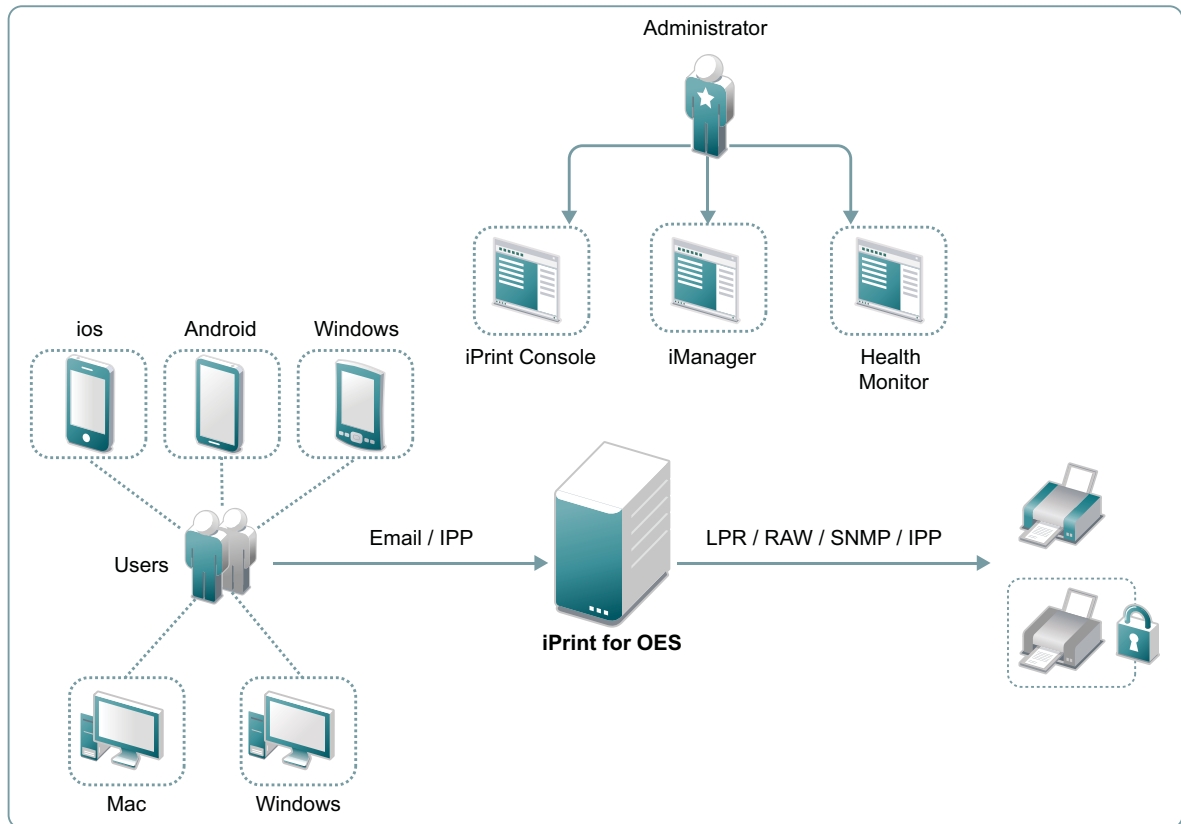 Administrator
iPrint Console
iManager
Health
Monitor
ios
Android
Windows
Users
Email / IPP
LPR / RAW / SNMP / IPP
iPrint for OES
Mac
Windows